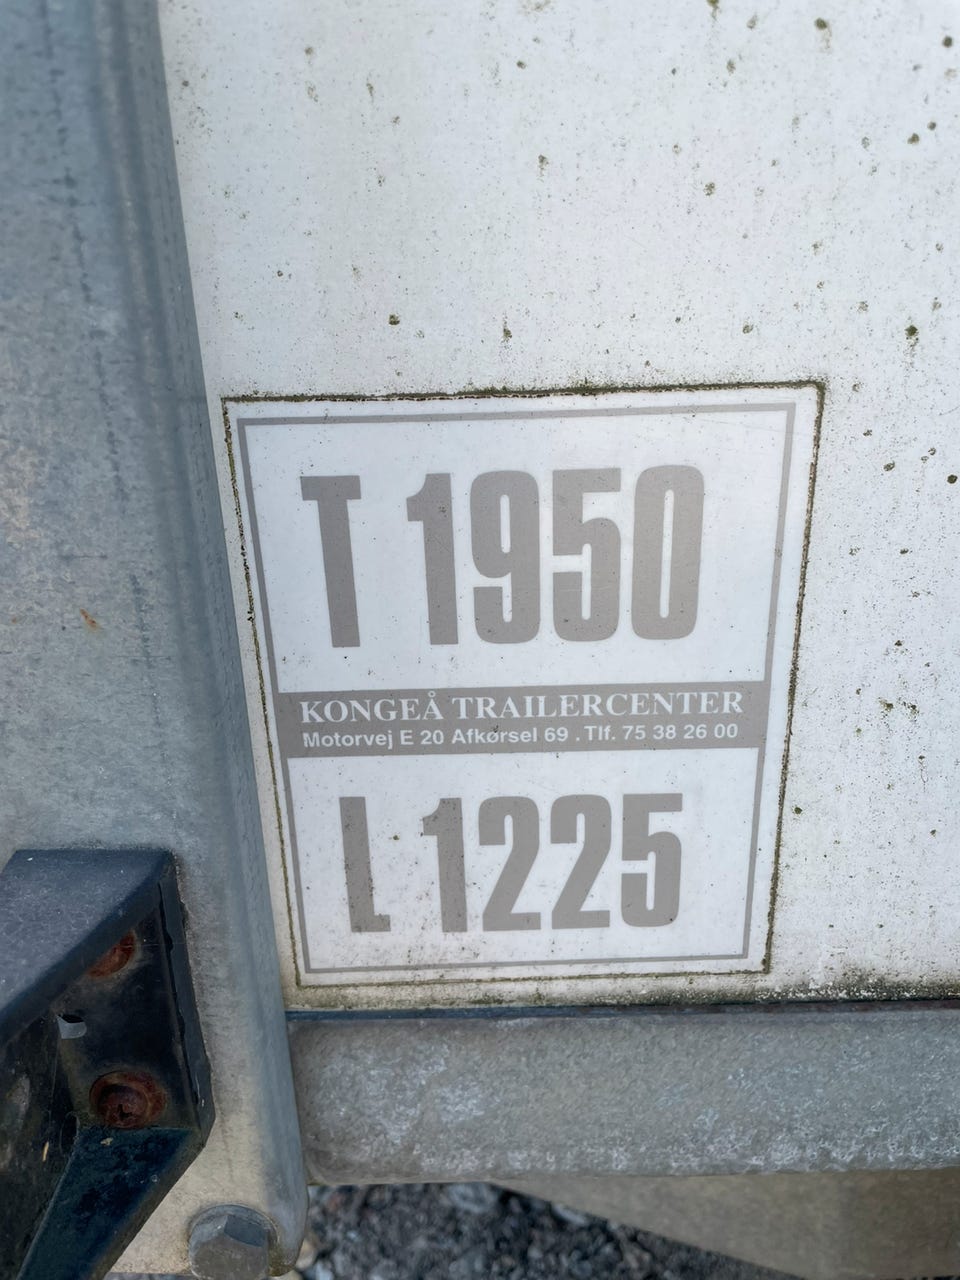 T 1950
KONGEÅ TRAILERCENTER
Motorvej E 20 Afkørsel 69 . Tlf. 75 38 26 00
L 1225